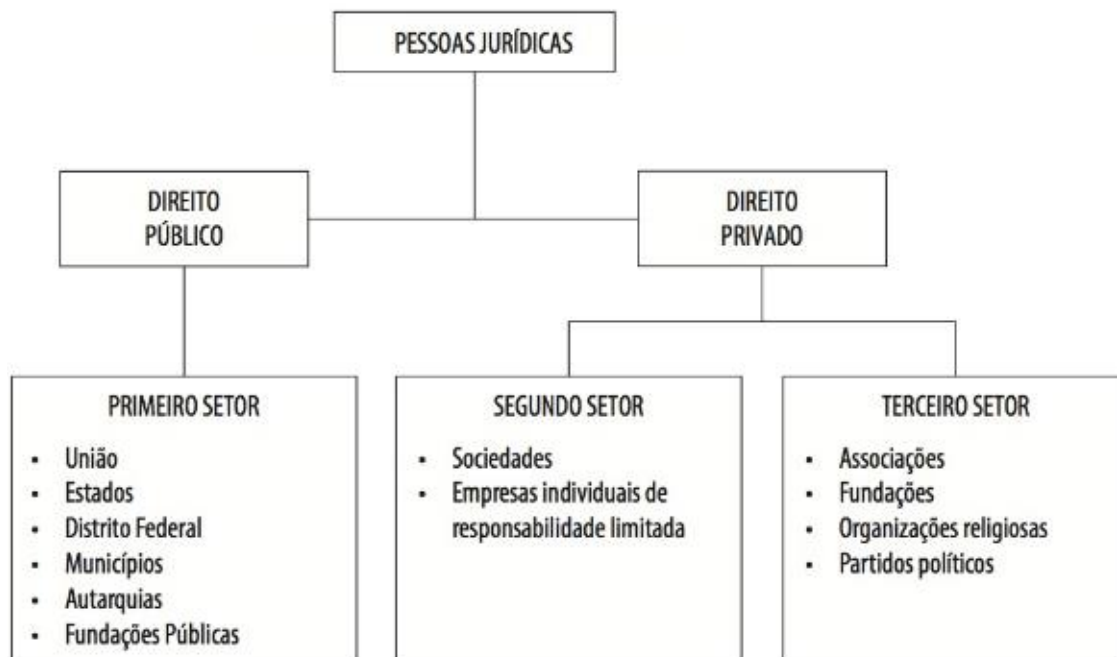 PESSOAS JURÍDICAS
DIREITO
PÚBLICO
DIREITO
PRIVADO
PRIMEIRO SETOR
▪ União
▪ Estados
▪ Distrito Federal
▪ Municípios
▪ Autarquias
▪ Fundações Públicas
SEGUNDO SETOR
▪ Sociedades
▪ Empresas individuais de
responsabilidade limitada
TERCEIRO SETOR
▪ Associações
▪ Fundações
▪ Organizações religiosas
▪ Partidos políticos